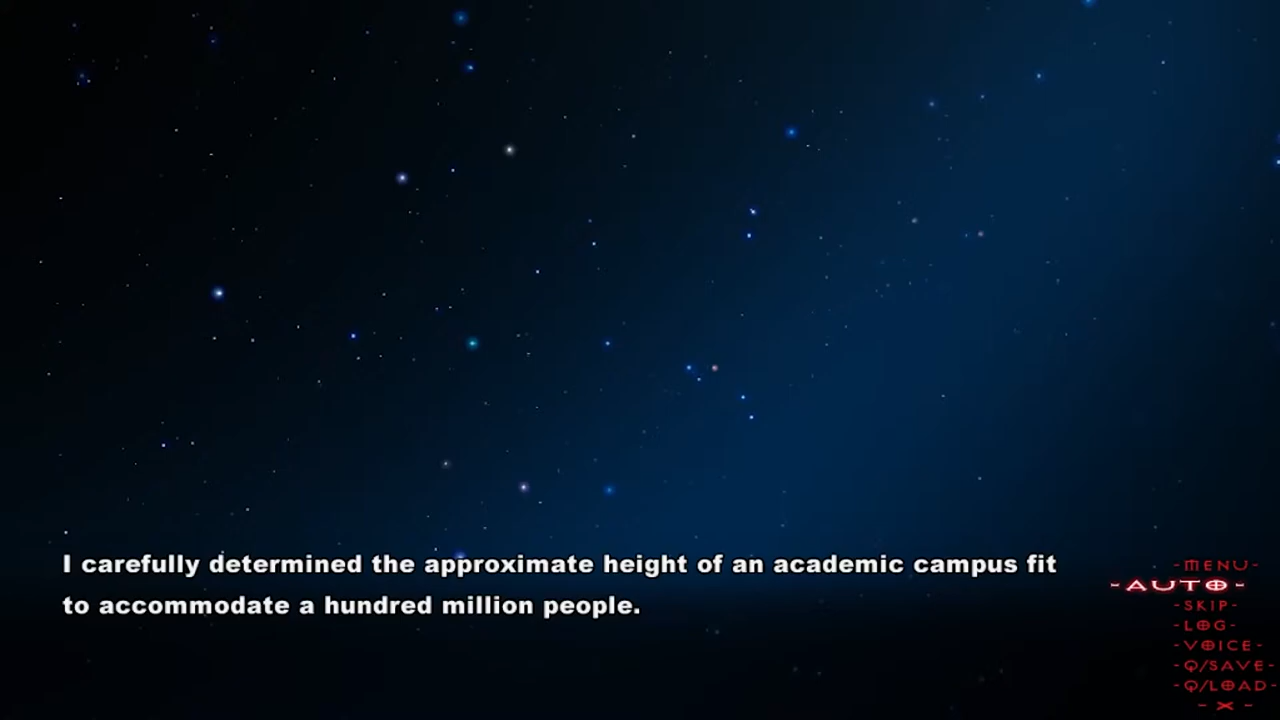 I carefully determined the approximate height of an academic campus fit
to accommodate a hundred million people.
-MENU-
-AUTO-
-SKIP-
-LOG-
-VOICE-
-Q/SAVE-
-Q/LOAD-
-X-